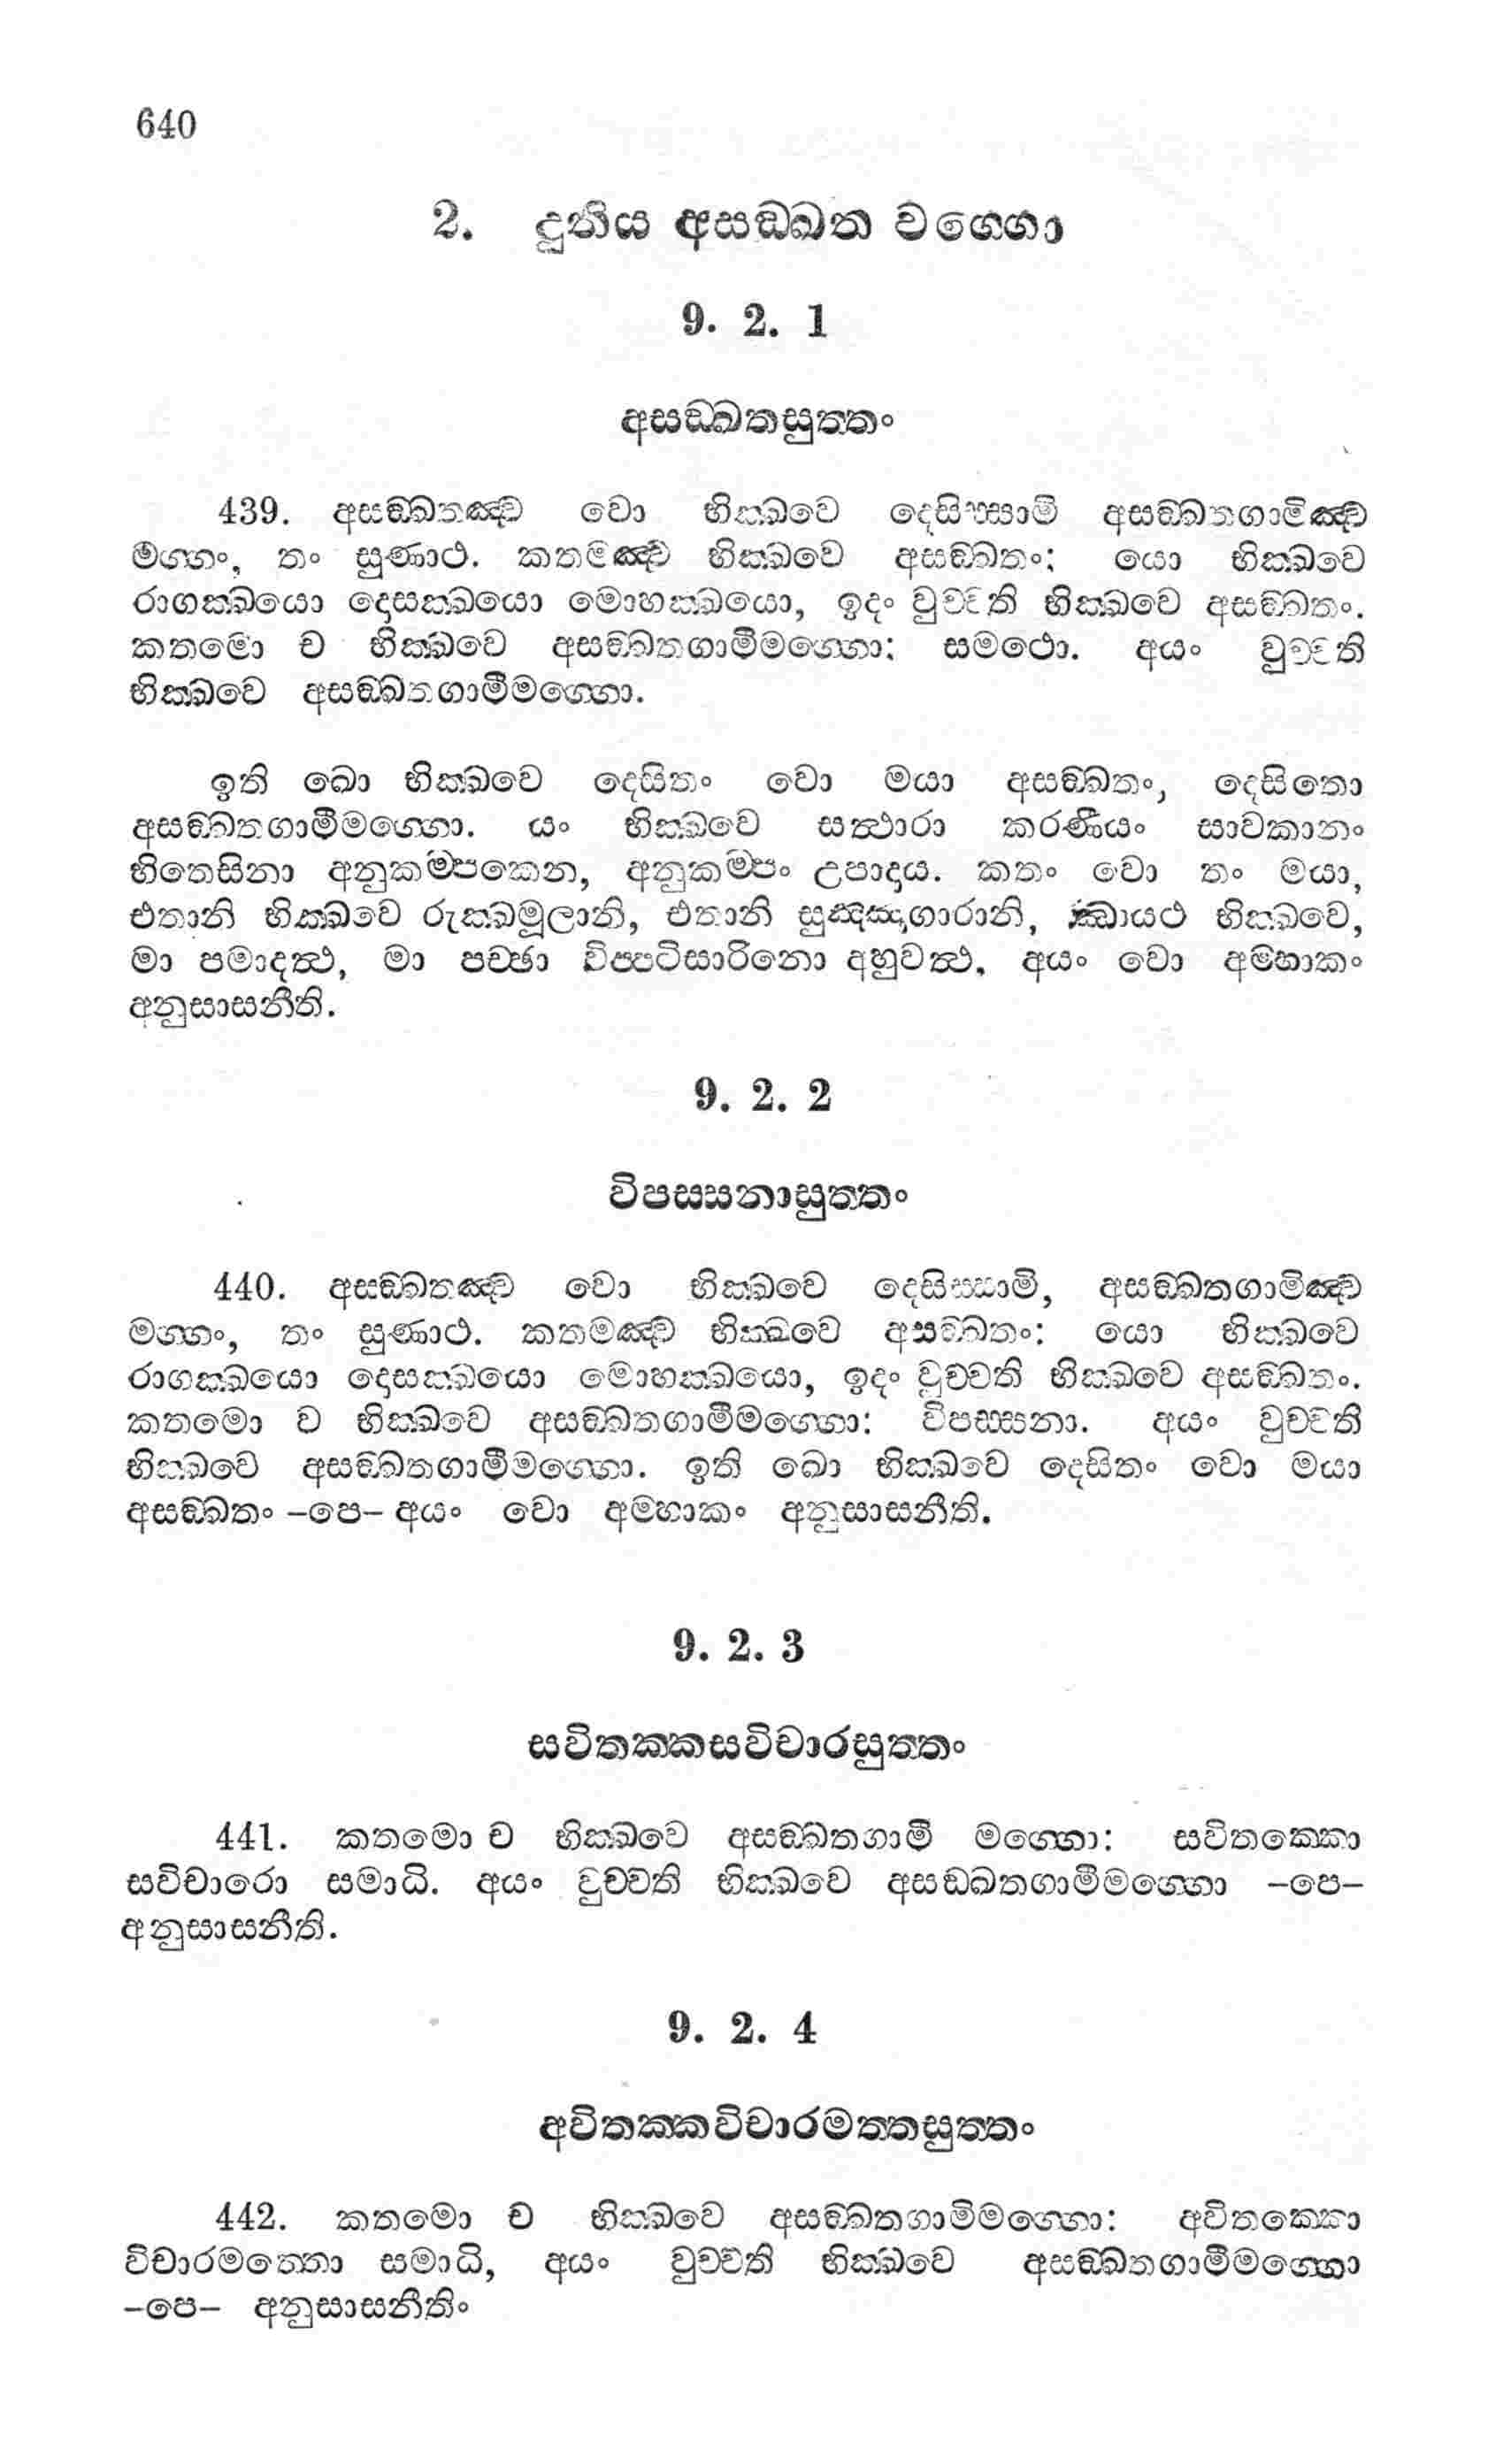 640
2. දුතිය අසඞ්ඛත වග්ගො
9. 2. 1
අසඞ්ඛතසුත්තං
439. අසඞ්ඛතඤ්ච වො භික්ඛවෙ දෙසිස්සාමි අසඞ්ඛතගාමිඤ්ච
මග්ගං, තං සුණාථ. කතමඤ්ච භික්ඛවෙ අසඞ්ඛතං: යො භික්ඛවෙ
රාගක්ඛයො දොසක්ඛයො මොහක්ඛයො, ඉදං වුච්චති භික්ඛවෙ අසඞ්ඛතං.
කතමො ච භික්ඛවෙ අසඞ්ඛතගාමීමග්ගො: සමථො. අයං වුච්චති
භික්ඛවෙ අසඞ්ඛතගාමීමග්ගො.
ඉති ඛො භික්ඛවෙ දෙසිතං වො මයා අසඞ්ඛතං, දෙසිතො
අසඞ්ඛතගාමීමග්ගො. යං භික්ඛවෙ සත්ථාරා කරණීයං සාවකානං
හිතෙසිනා අනුකම්පකෙන, අනුකම්පං උපාදාය. කතං වො තං මයා,
එතානි භික්ඛවෙ රුක්ඛමූලානි, එතානි සුඤ්ඤාගාරානි, ඣායථ භික්ඛවෙ,
මා පමාදත්ථ, මා පච්ඡා විප්පටිසාරිනො අහුවත්ථ, අයං වො අම්හාකං
අනුසාසනීති.
9. 2. 2
විපස්සනාසුත්තං
440. අසඞ්ඛතඤ්ච වො භික්ඛවෙ දෙසිස්සාමි, අසඞ්ඛතගාමිඤ්ච
මග්ගං, තං සුණාථ. කතමඤ්ච භික්ඛවෙ අසඞ්ඛතං: යො භික්ඛවෙ
රාගක්ඛයො දොසක්ඛයො මොහක්ඛයො, ඉදං වුච්චති භික්ඛවෙ අසඞ්ඛතං.
කතමො ච භික්ඛවෙ අසඞ්ඛතගාමීමග්ගො: විපස්සනා. අයං වුච්චති
භික්ඛවෙ අසඞ්ඛතගාමීමග්ගො. ඉති ඛො භික්ඛවෙ දෙසිතං වො මයා
අසඞ්ඛතං –පෙ– අයං වො අම්හාකං අනුසාසනීති.
9. 2. 3
සවිතක්කසවිචාරසුත්තං
441. කතමො ච භික්ඛවෙ අසඞ්ඛතගාමී මග්ගො: සවිතක්කො
සවිචාරො සමාධි. අයං වුච්චති භික්ඛවෙ අසඞ්ඛතගාමීමග්ගො –පෙ–
අනුසාසනීති.
9. 2. 4
අවිතක්කවිචාරමත්තසුත්තං
442. කතමො ච භික්ඛවෙ අසඞ්ඛතගාමිමග්ගො: අවිතක්කො
විචාරමත්තො සමාධි, අයං වුච්චති භික්ඛවෙ අසඞ්ඛතගාමීමග්ගො
–පෙ– අනුසාසනීතිං